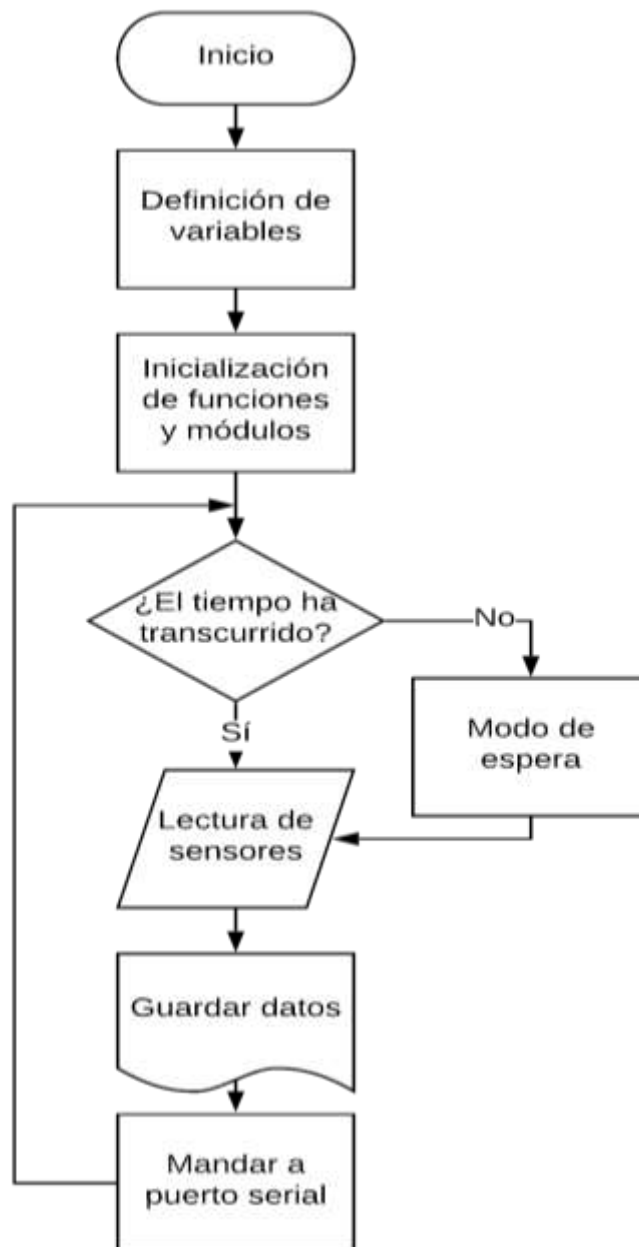 Inicio
Definición de
variables
Inicialización
de funciones
y módulos
¿El tiempo ha
transcurrido?
No
Sí
Modo de
espera
Lectura de
sensores
Guardar datos
Mandar a
puerto serial